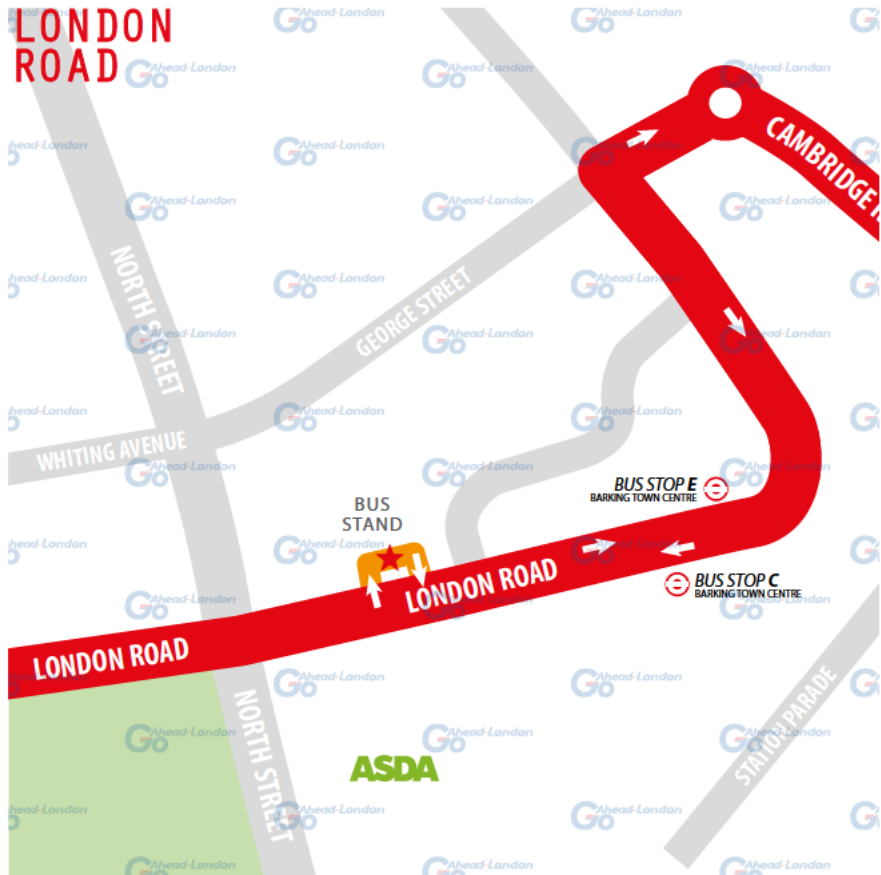 LONDON
ROAD
Go Ahead-London
CAMBRIDGE
NORTH STREET
GEORGE STREET
WHITING AVENUE
BUS STOP E
BARKING TOWN CENTRE
BUS
STAND
LONDON ROAD
BUS STOP C
BARKING TOWN CENTRE
LONDON ROAD
NORTH STREET
STATION PARADE
ASDA